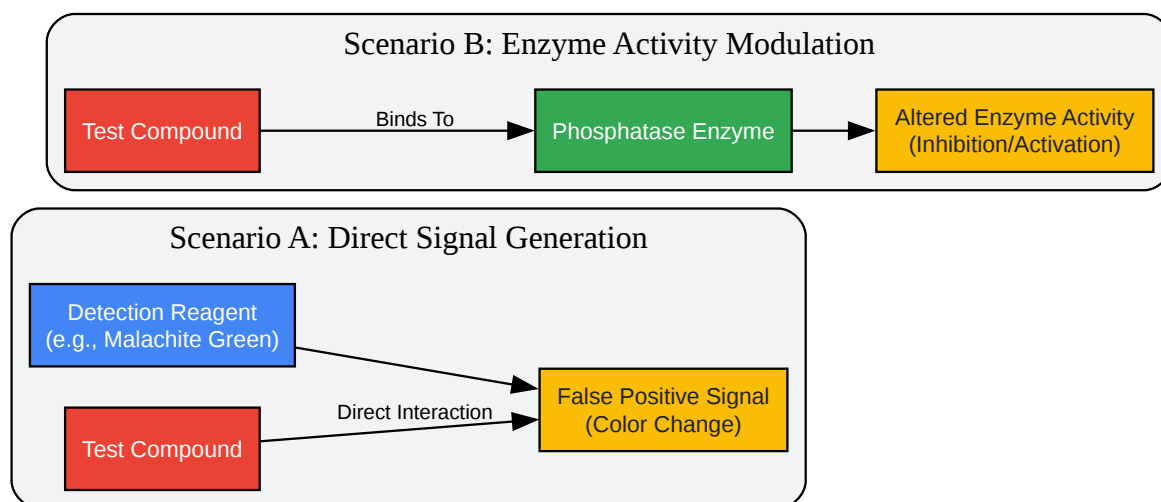 Scenario B: Enzyme Activity Modulation
Test Compound
Binds To
Phosphatase Enzyme
Altered Enzyme Activity
(Inhibition/Activation)
Scenario A: Direct Signal Generation
Detection Reagent
(e.g., Malachite Green)
Test Compound
Direct Interaction
False Positive Signal
(Color Change)